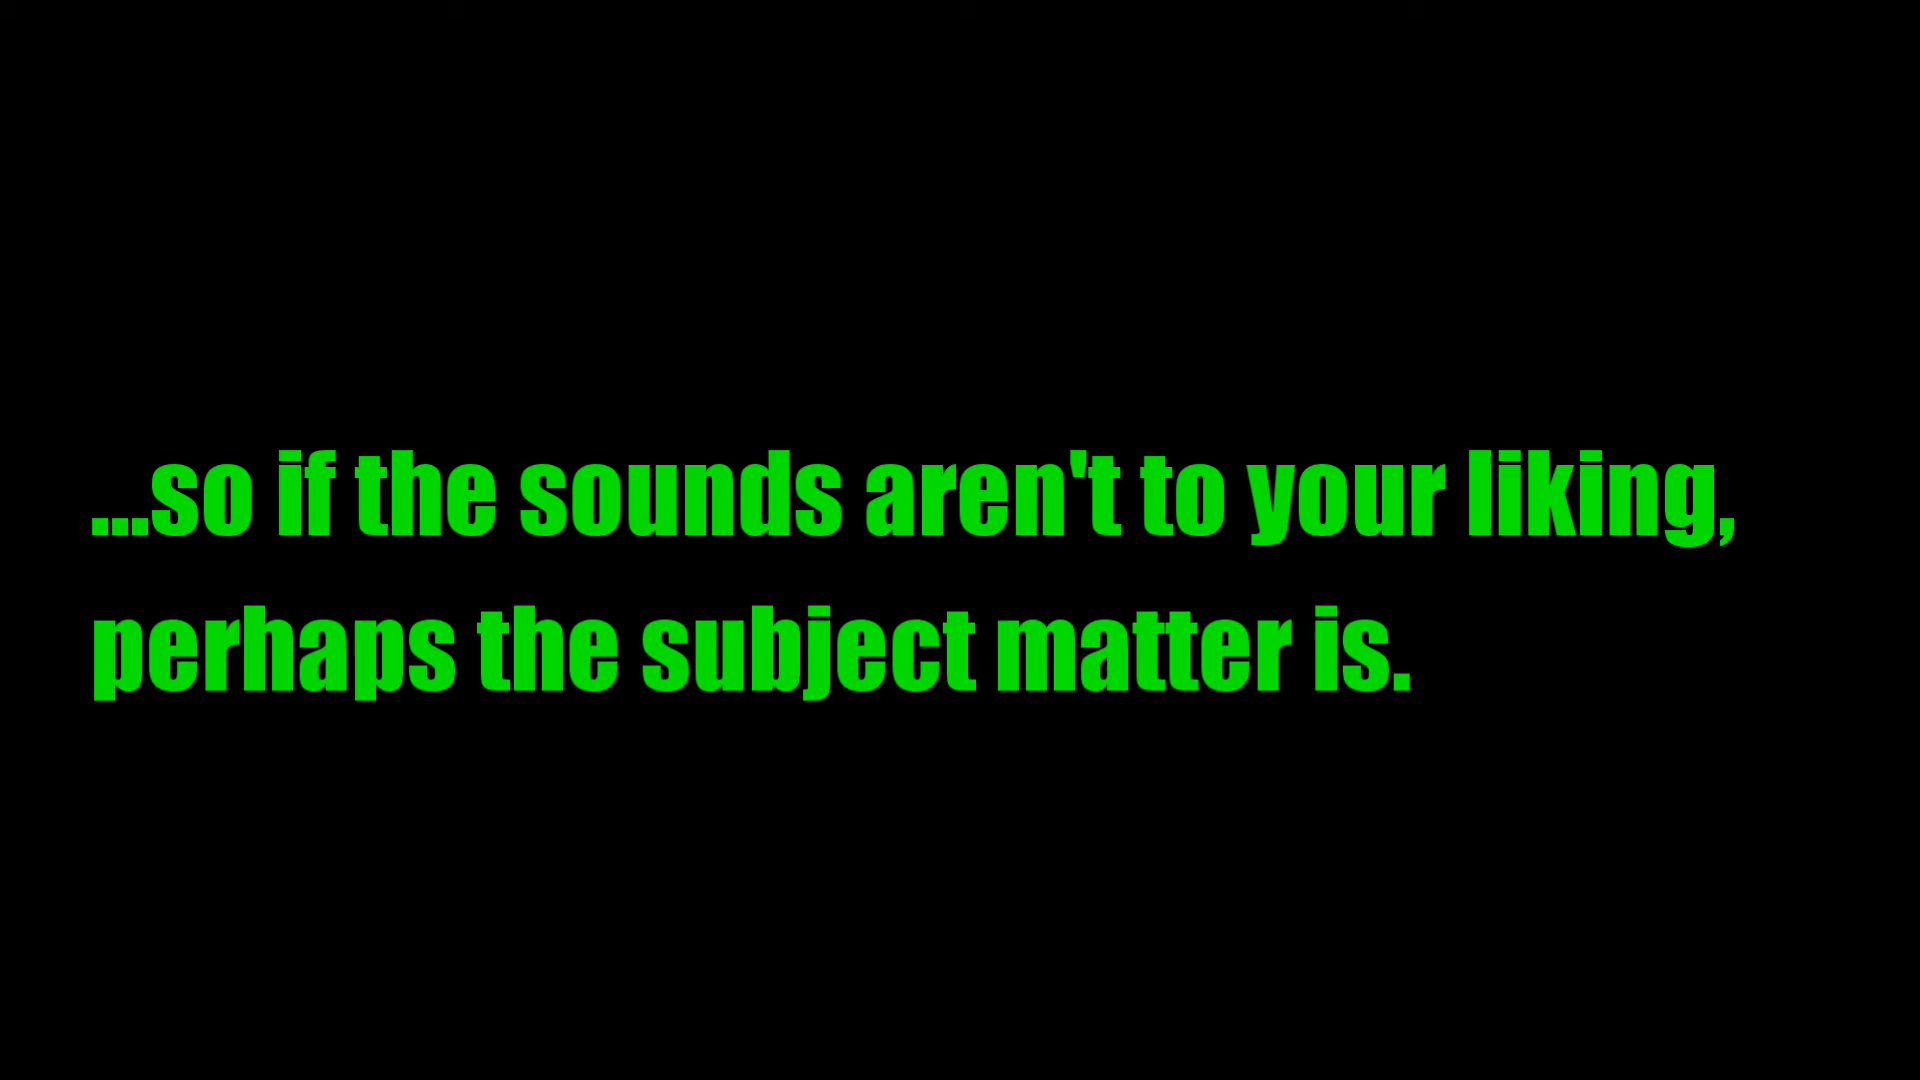 ...so if the sounds aren't to your liking,
perhaps the subject matter is.